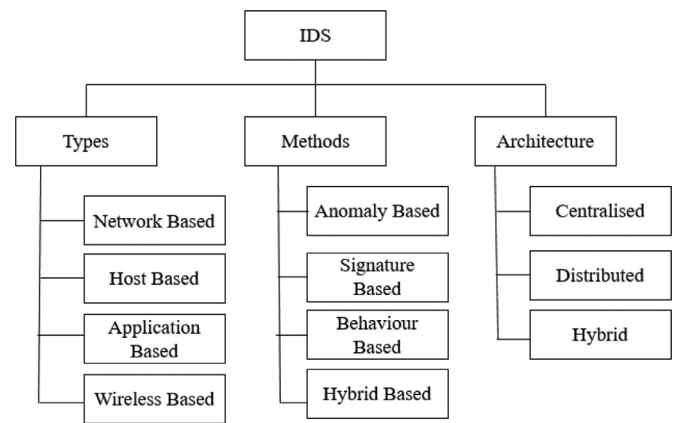 IDS
Types
Methods
Architecture
Network Based
Host Based
Application
Based
Wireless Based
Anomaly Based
Signature
Based
Behaviour
Based
Hybrid Based
Centralised
Distributed
Hybrid